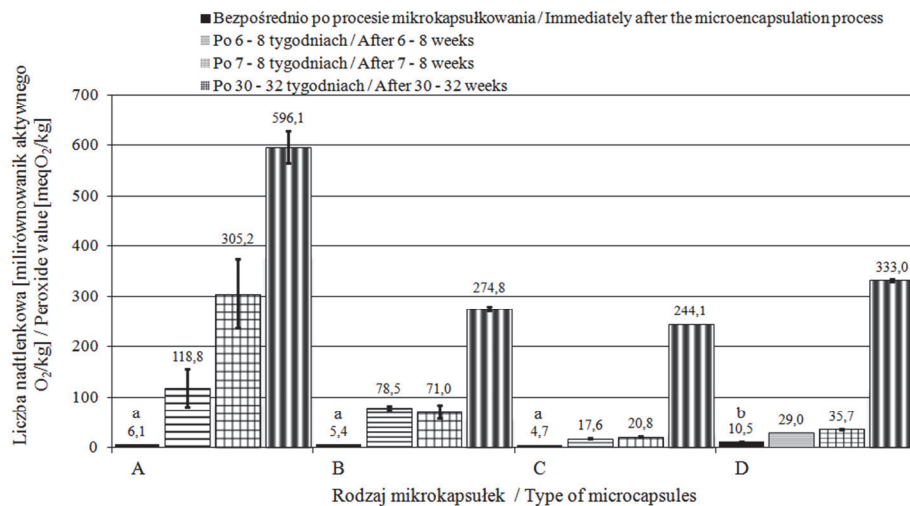 Bezpośrednio po procesie mikrokapsułkowania / Immediately after the microencapsulation process
Po 6 - 8 tygodniach / After 6 - 8 weeks
Po 7 - 8 tygodniach / After 7 - 8 weeks
Po 30 - 32 tygodniach / After 30 - 32 weeks
Liczba nadtlenkowa [milirównowanik aktywnego
O₂/kg] / Peroxide value [meqO₂/kg]
700
600
500
400
300
200
100
0
a
6,1
118,8
305,2
596,1
a
5,4
78,5
71,0
274,8
a
4,7
17,6
20,8
244,1
b
10,5
29,0
35,7
333,0
A
B
C
D
Rodzaj mikrokapsułek / Type of microcapsules